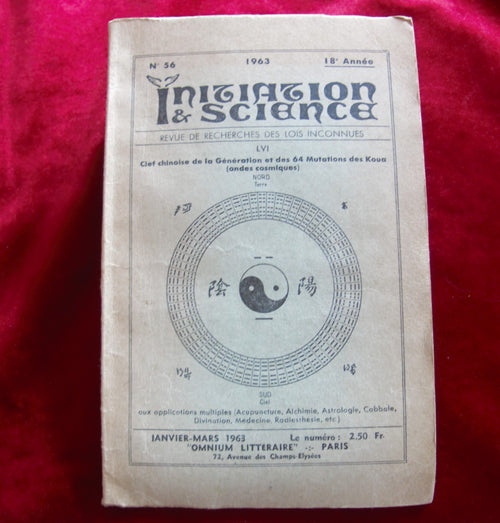 N° 56 1963 18e Année
INITIATION
& SCIENCE
REVUE DE RECHERCHES DES LOIS INCONNUES
LVI
Clef chinoise de la Génération et des 64 Mutations des Koua
(ondes cosmiques)
NORD
Terre
陰 陽
SUD
Ciel
aux applications multiples (Acupuncture, Alchimie, Astrologie, Cabbale,
Divination, Médecine, Radiesthésie, etc.)
JANVIER-MARS 1963 Le numéro : 2,50 Fr.
"OMNIUM LITTERAIRE" -:- PARIS
72, Avenue des Champs-Elysées